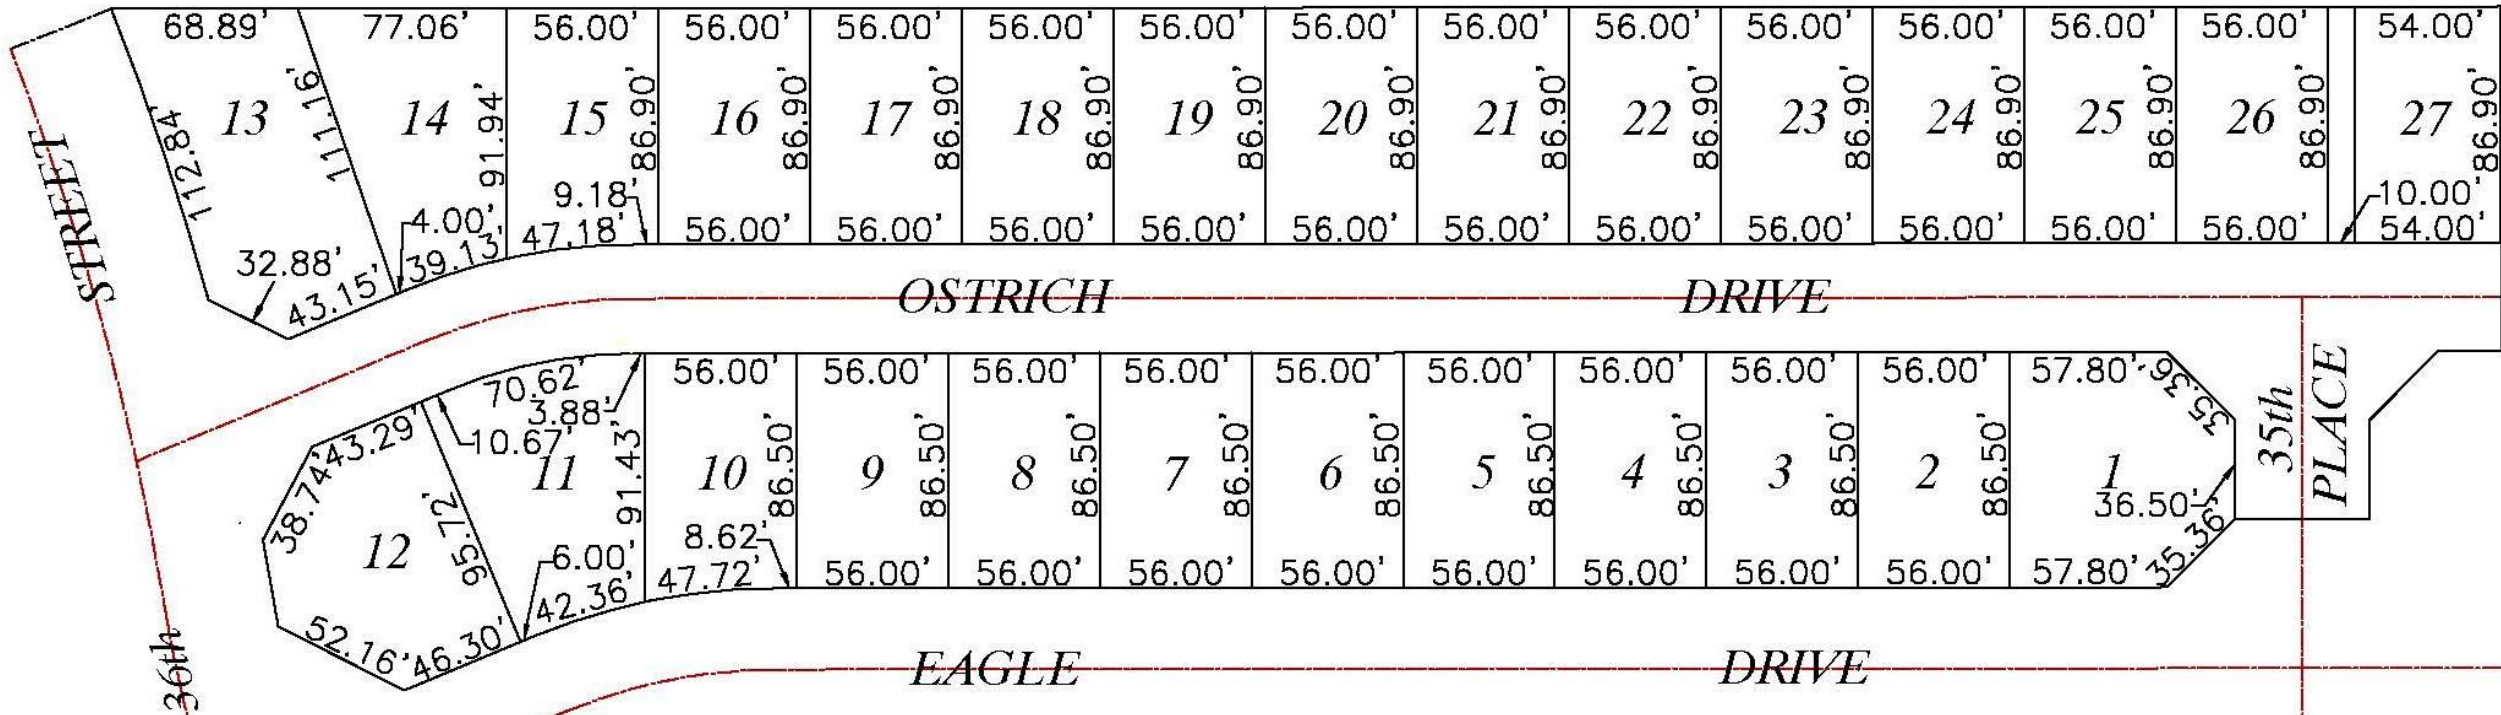 68.89' 77.06' 56.00' 56.00' 56.00' 56.00' 56.00' 56.00' 56.00' 56.00' 56.00' 56.00' 56.00' 56.00' 54.00'
112.84' 13 111.16' 14 91.94' 15 86.90' 16 86.90' 17 86.90' 18 86.90' 19 86.90' 20 86.90' 21 86.90' 22 86.90' 23 86.90' 24 86.90' 25 86.90' 26 86.90' 27 86.90'
9.18' 10.00'
4.00'
39.13' 47.18' 56.00' 56.00' 56.00' 56.00' 56.00' 56.00' 56.00' 56.00' 56.00' 56.00' 56.00' 54.00'
32.88' 43.15'
OSTRICH DRIVE
70.62' 56.00' 56.00' 56.00' 56.00' 56.00' 56.00' 56.00' 56.00' 56.00' 57.80' 35.36'
3.88'
43.29' 10.67'
38.74' 12 95.72' 11 91.43' 10 86.50' 9 86.50' 8 86.50' 7 86.50' 6 86.50' 5 86.50' 4 86.50' 3 86.50' 2 86.50' 1
36.50'
35th
PLACE
8.62'
6.00'
42.36' 47.72' 56.00' 56.00' 56.00' 56.00' 56.00' 56.00' 56.00' 56.00' 57.80' 35.36'
52.16' 46.30'
36th STREET
EAGLE DRIVE